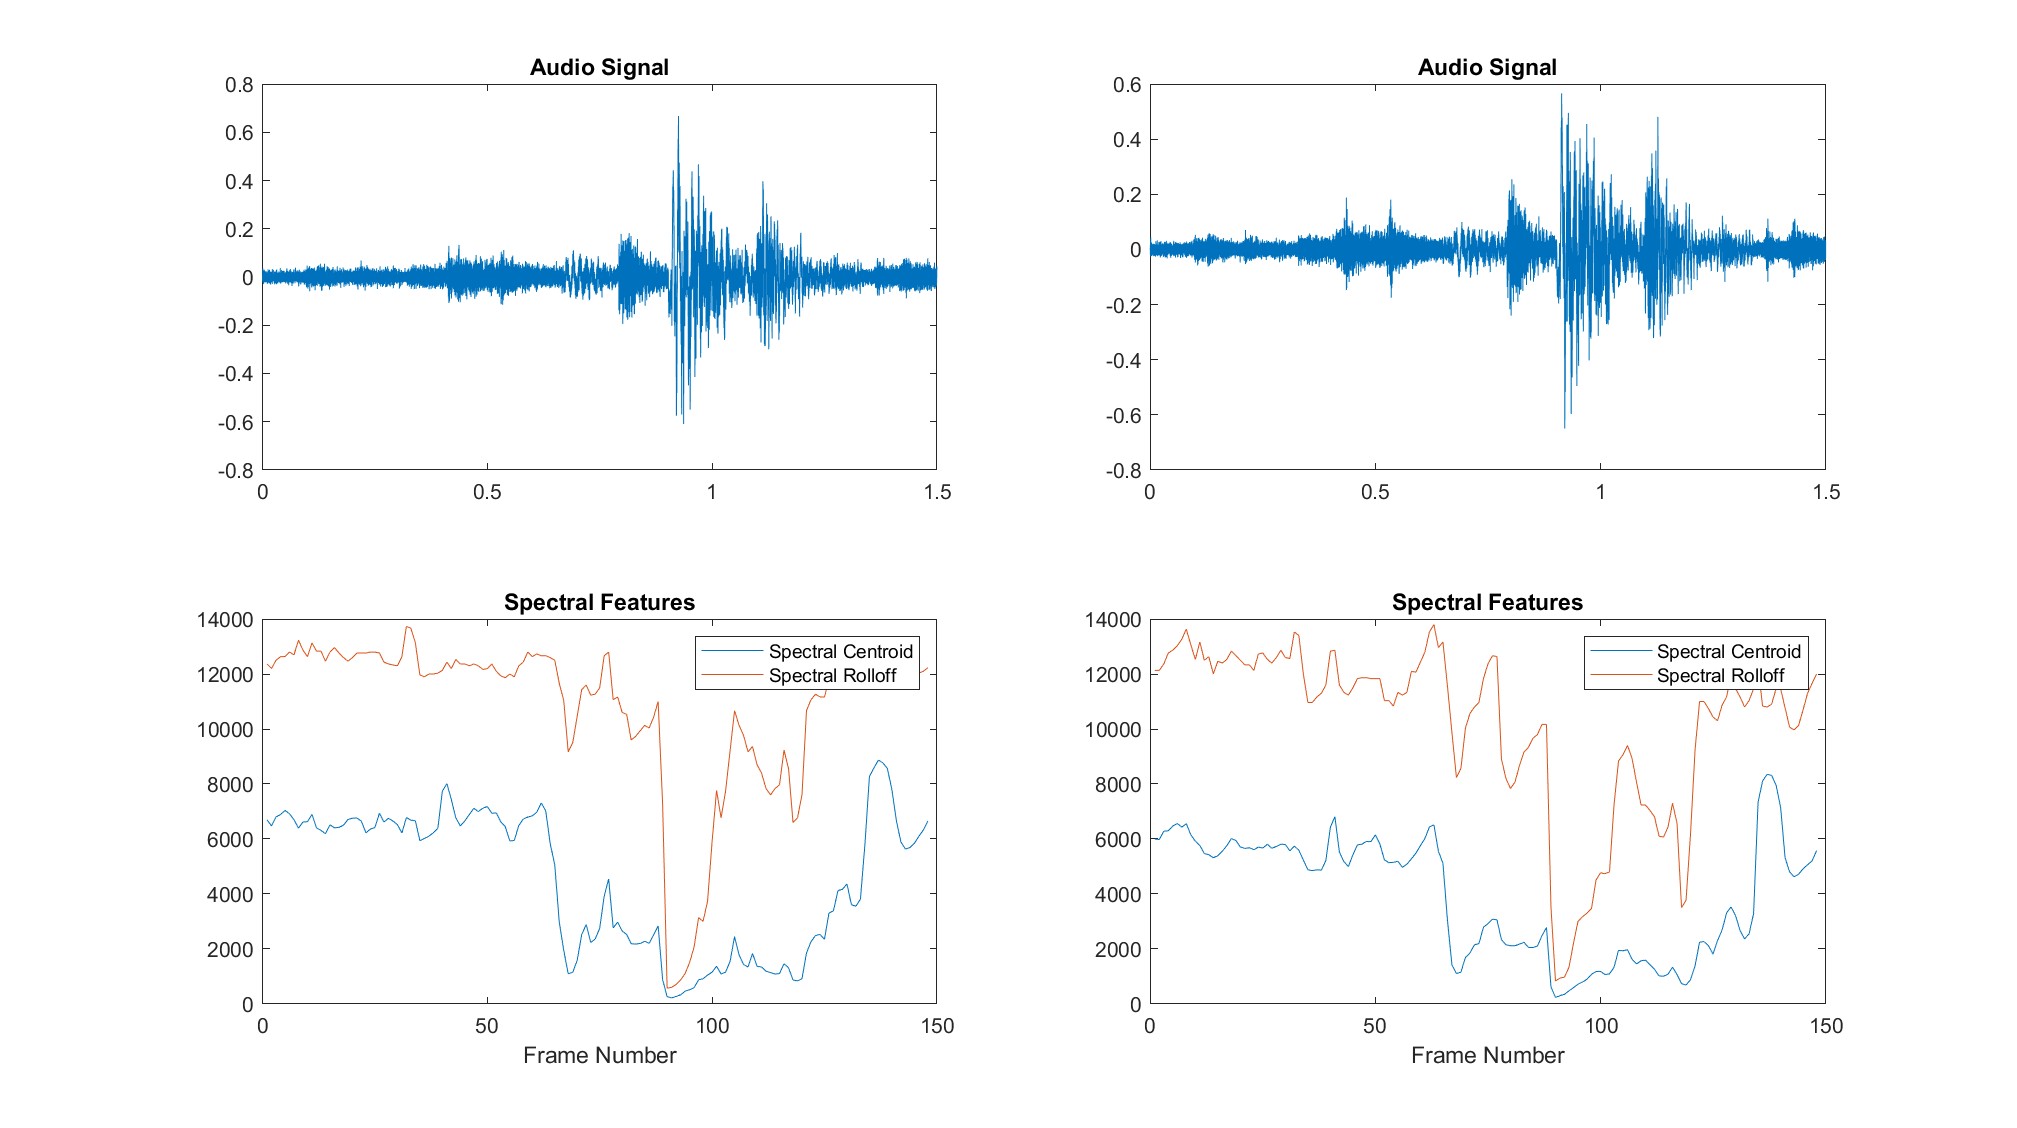 Audio Signal
0.8
0.6
0.4
0.2
0
-0.2
-0.4
-0.6
-0.8
0 0.5 1 1.5
Audio Signal
0.6
0.4
0.2
0
-0.2
-0.4
-0.6
-0.8
0 0.5 1 1.5
Spectral Features
14000
12000
10000
8000
6000
4000
2000
0
Spectral Centroid
Spectral Rolloff
0 50 100 150
Frame Number
Spectral Features
14000
12000
10000
8000
6000
4000
2000
0
Spectral Centroid
Spectral Rolloff
0 50 100 150
Frame Number